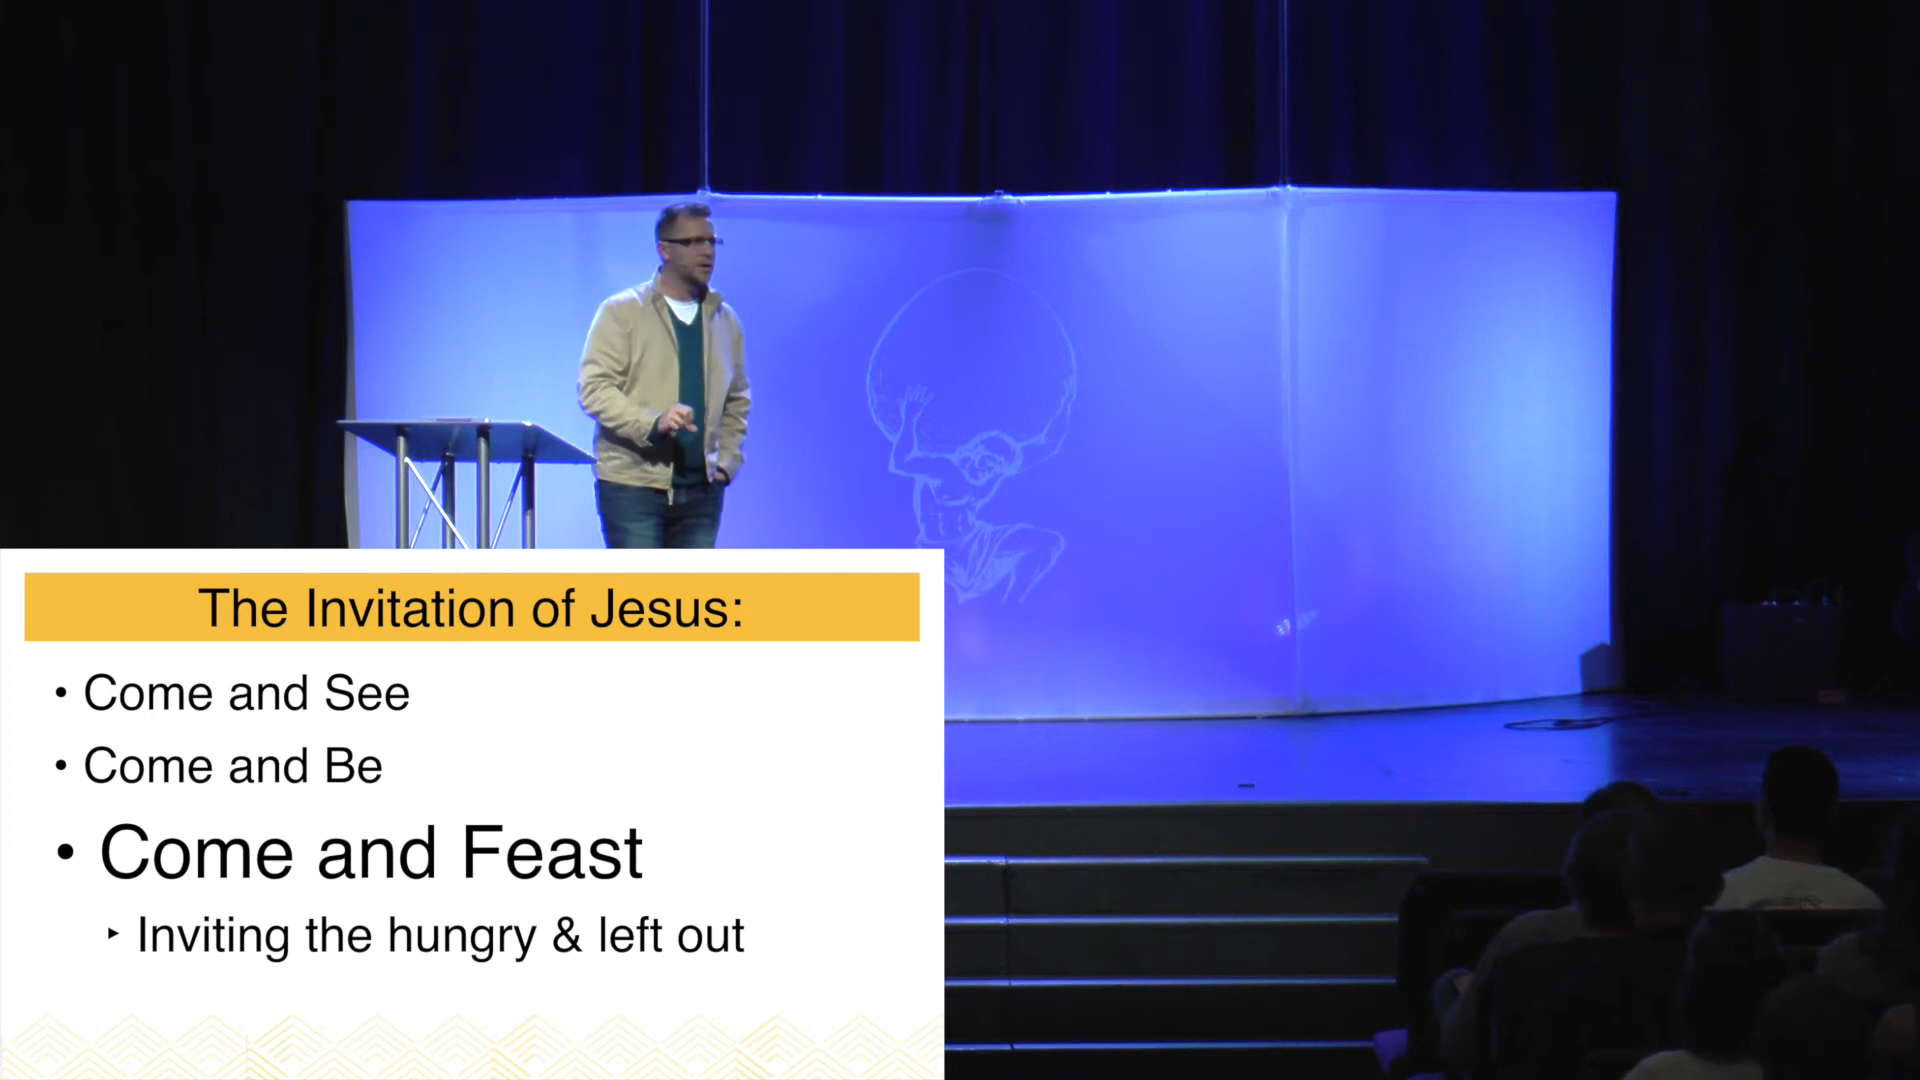 The Invitation of Jesus:
• Come and See
• Come and Be
• Come and Feast
‣ Inviting the hungry & left out